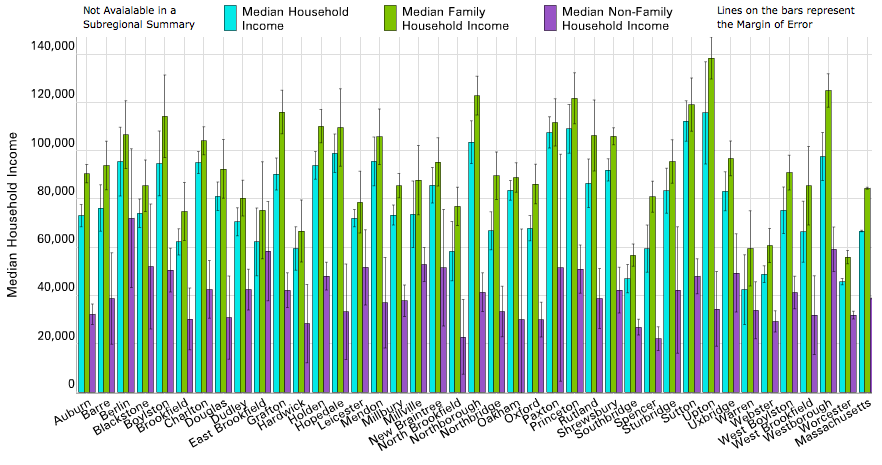 Not Avalaiable in a
Subregional Summary
Median Household
Income
Median Family
Household Income
Median Non-Family
Household Income
Lines on the bars represent
the Margin of Error
Median Household Income
140,000
120,000
100,000
80,000
60,000
40,000
20,000
0
Auburn
Barre
Berlin
Blackstone
Boylston
Brookfield
Charlton
Douglas
Dudley
East Brookfield
Grafton
Hardwick
Holden
Hopedale
Leicester
Mendon
Millbury
Millville
New Braintree
North Brookfield
Northborough
Northbridge
Oakham
Oxford
Paxton
Princeton
Rutland
Shrewsbury
Southbridge
Spencer
Sturbridge
Sutton
Upton
Uxbridge
Warren
Webster
West Boylston
West Brookfield
Westborough
Worcester
Massachusetts